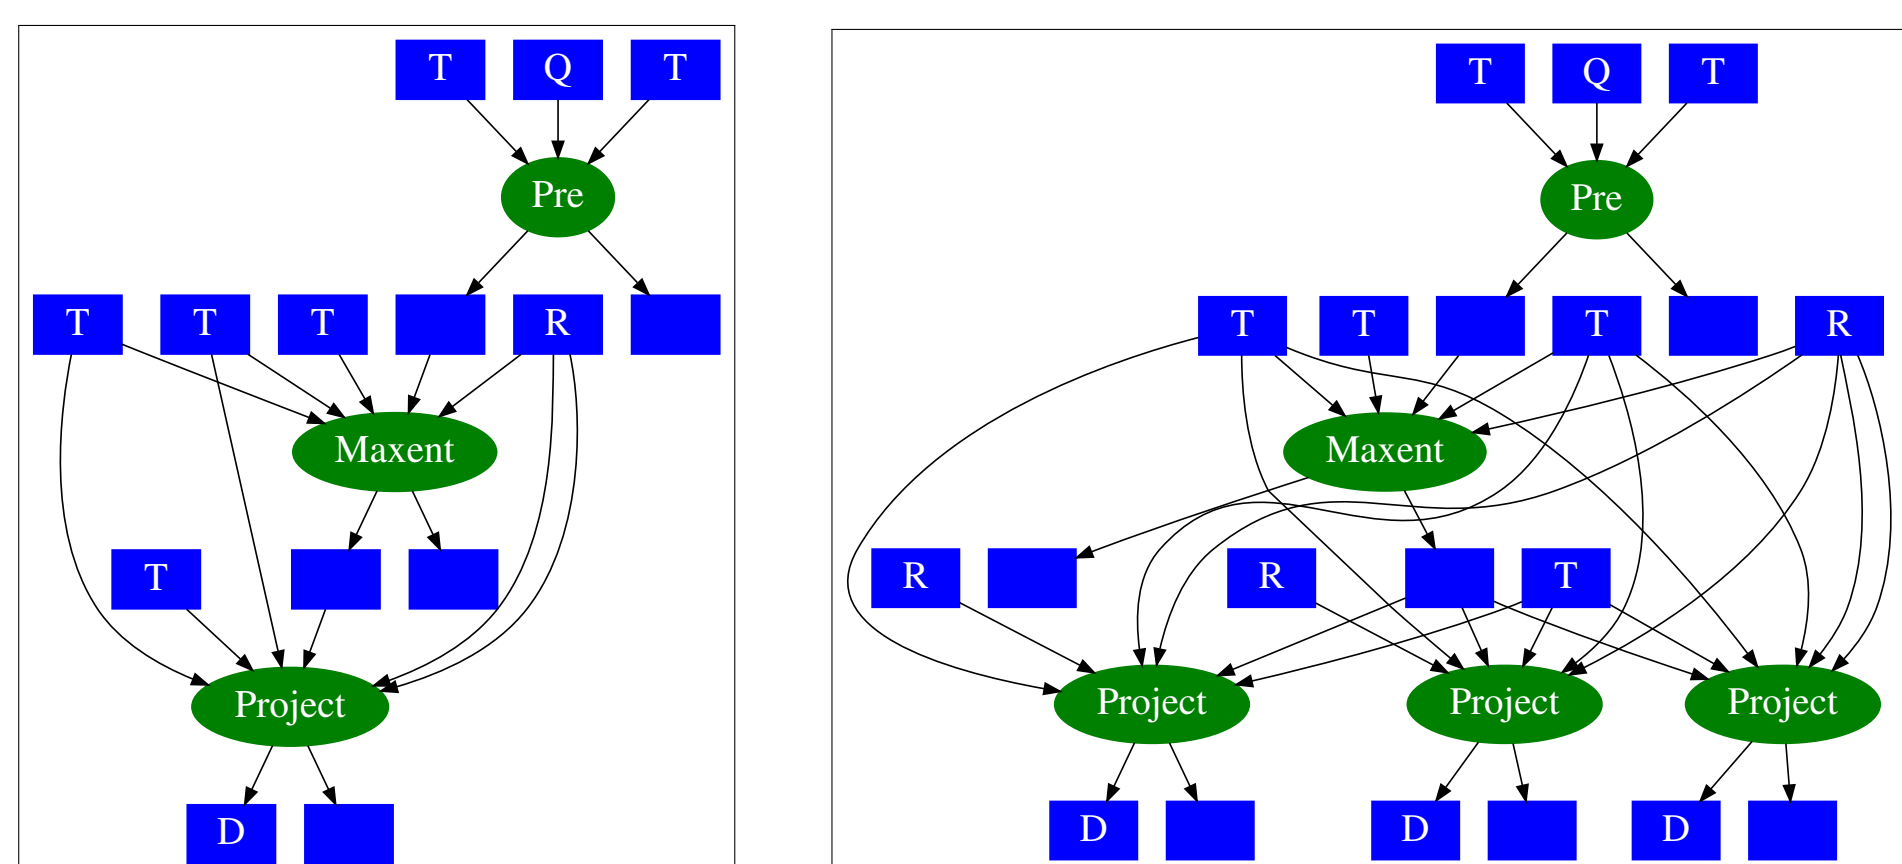 T Q T
Pre
T T T R
Maxent
T
Project
D
T Q T
Pre
T T T R
Maxent
R R T
Project Project Project
D D D